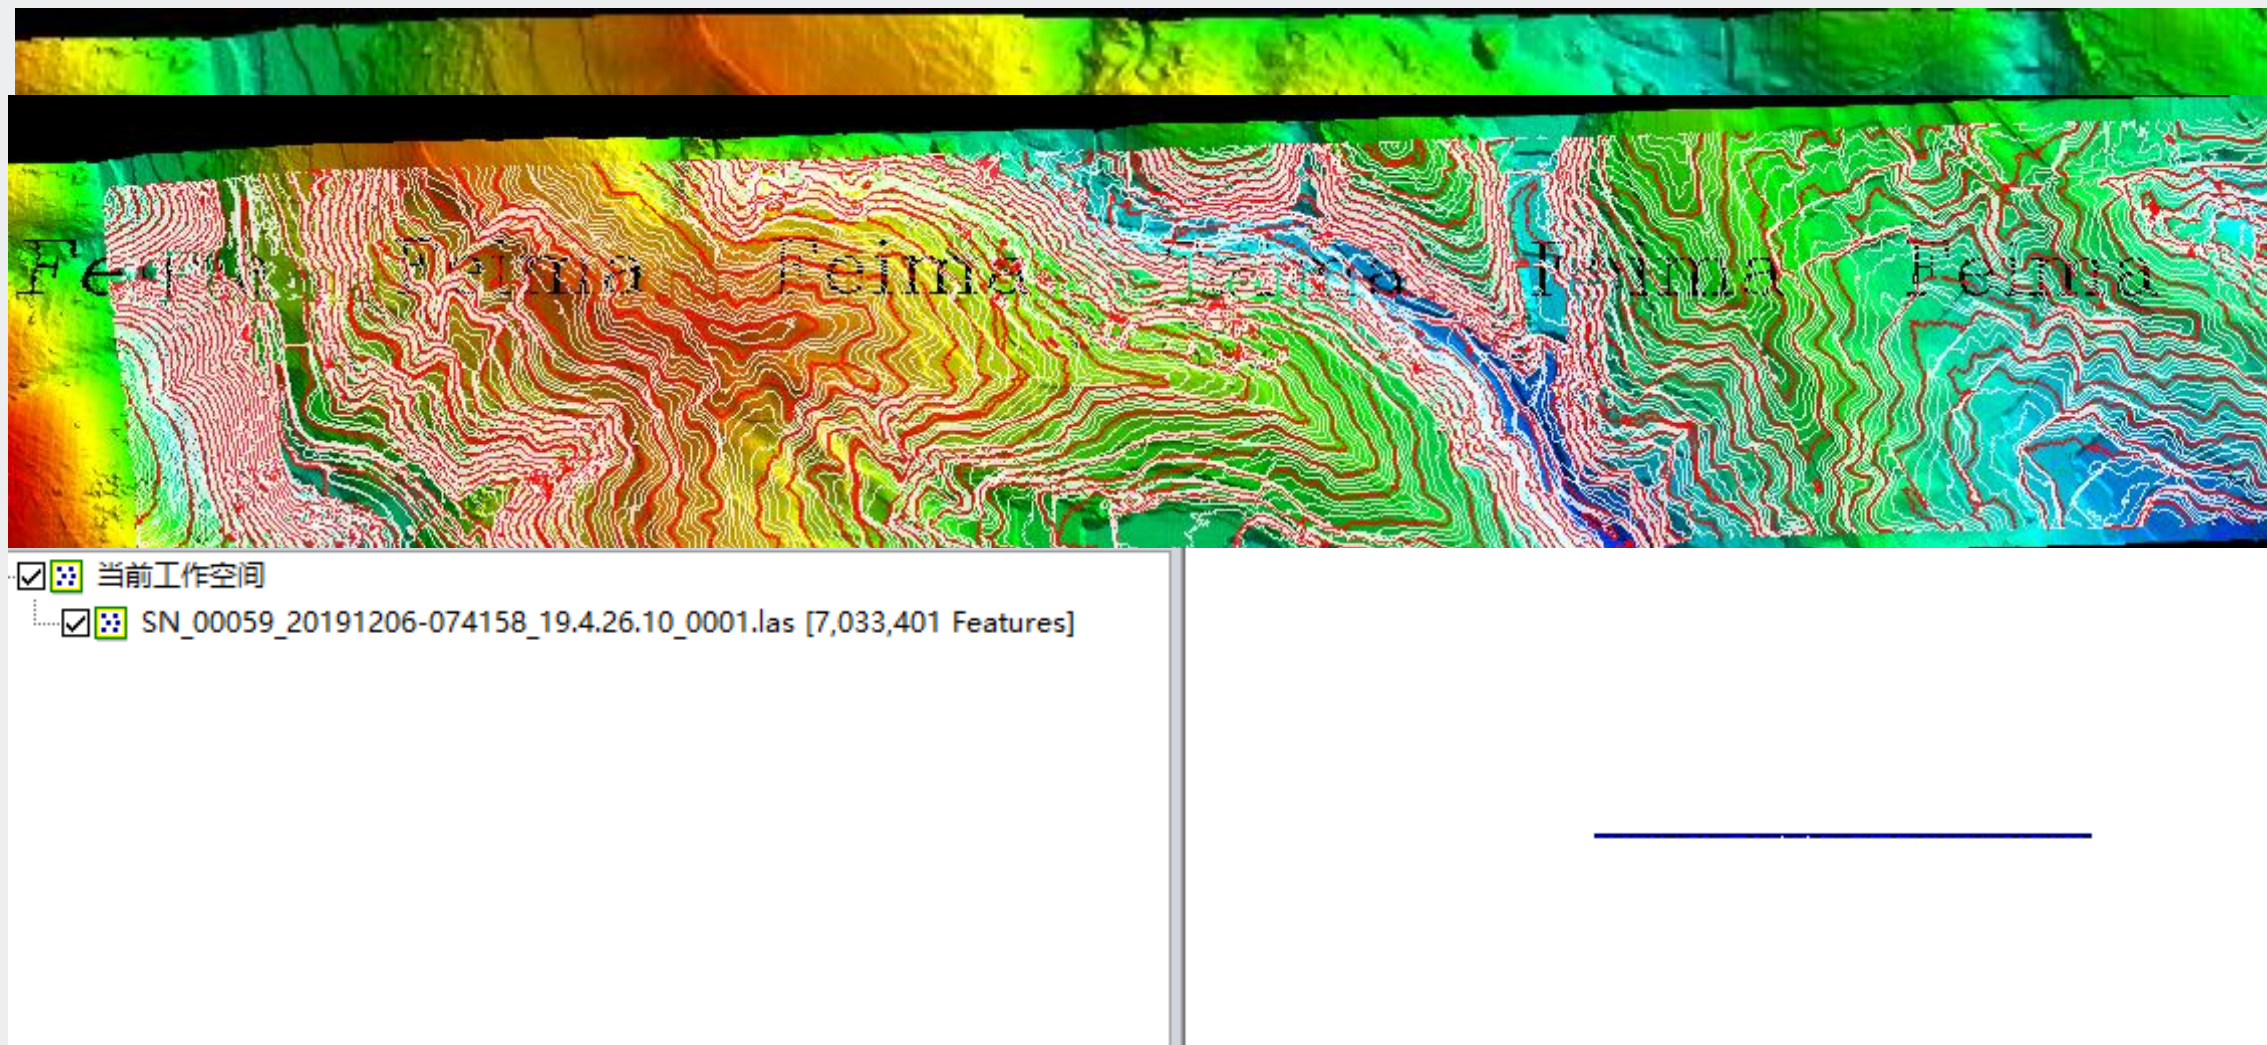 Feima Feima Feima Feima Feima Feima
当前工作空间
SN_00059_20191206-074158_19.4.26.10_0001.las [7,033,401 Features]